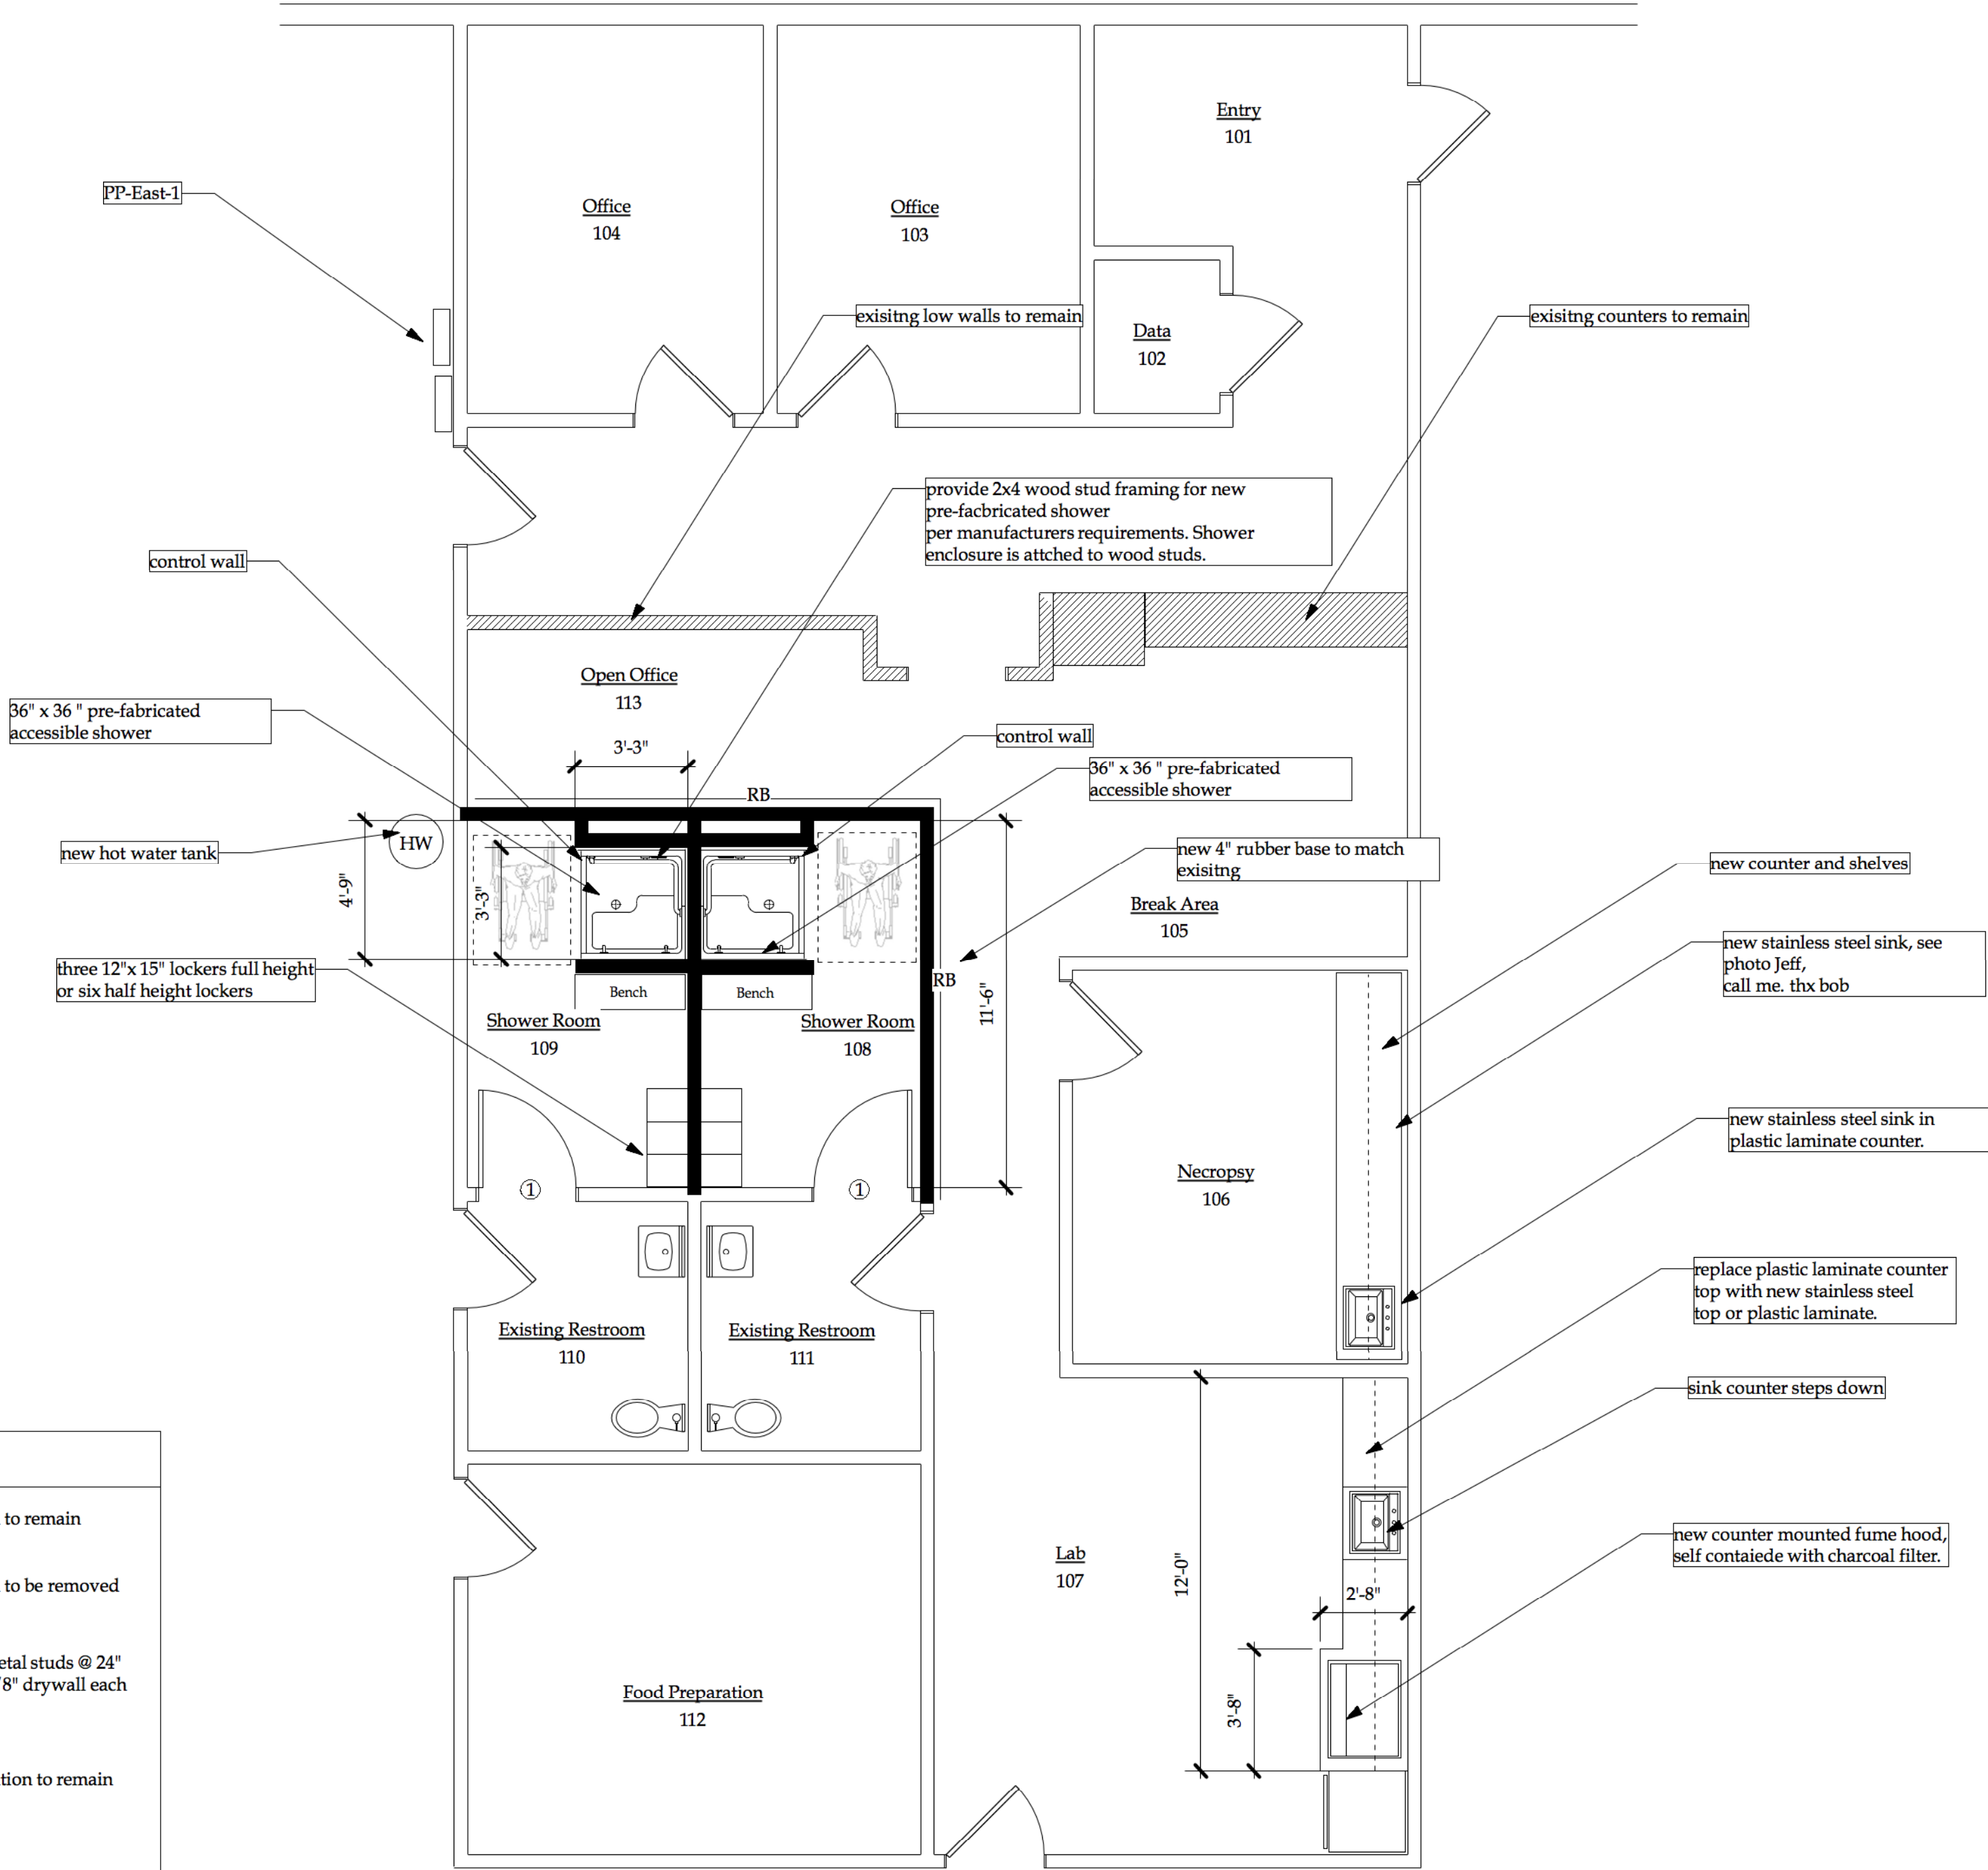 Entry
101
PP-East-1
Office
104
Office
103
exisitng low walls to remain
Data
102
exisitng counters to remain
provide 2x4 wood stud framing for new
pre-facbricated shower
per manufacturers requirements. Shower
enclosure is attched to wood studs.
control wall
Open Office
113
36" x 36 " pre-fabricated
accessible shower
3'-3"
control wall
36" x 36 " pre-fabricated
accessible shower
RB
HW
new hot water tank
new 4" rubber base to match
exisitng
new counter and shelves
4'-9"
3'-3"
Break Area
105
new stainless steel sink, see
photo Jeff,
call me. thx bob
three 12"x 15" lockers full height
or six half height lockers
Bench
Bench
RB
11'-6"
Shower Room
109
Shower Room
108
new stainless steel sink in
plastic laminate counter.
Necropsy
106
1
1
replace plastic laminate counter
top with new stainless steel
top or plastic laminate.
Existing Restroom
110
Existing Restroom
111
sink counter steps down
to remain
new counter mounted fume hood,
self contaiede with charcoal filter.
Lab
107
12'-0"
2'-8"
to be removed
etal studs @ 24"
/8" drywall each
Food Preparation
112
3'-8"
tion to remain